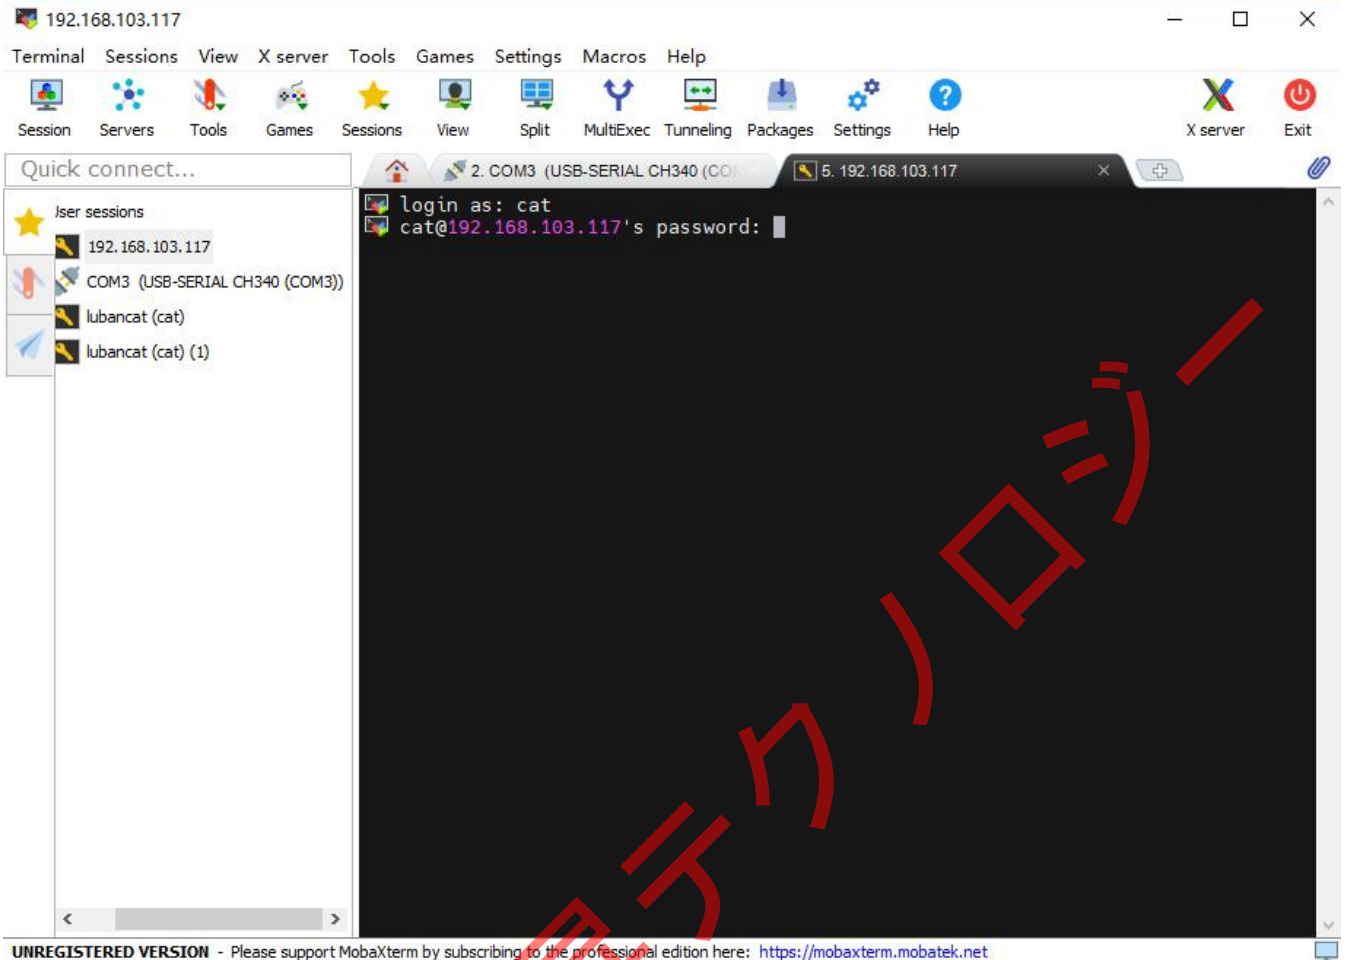 192.168.103.117
Terminal Sessions View X server Tools Games Settings Macros Help
Session Servers Tools Games Sessions View Split MultiExec Tunneling Packages Settings Help X server Exit
Quick connect...
2. COM3 (USB-SERIAL CH340 (CO
5. 192.168.103.117
Jser sessions
192.168.103.117
COM3 (USB-SERIAL CH340 (COM3))
lubancat (cat)
lubancat (cat) (1)
login as: cat
cat@192.168.103.117's password:
テクノロジー
UNREGISTERED VERSION - Please support MobaXterm by subscribing to the professional edition here: https://mobaxterm.mobatek.net